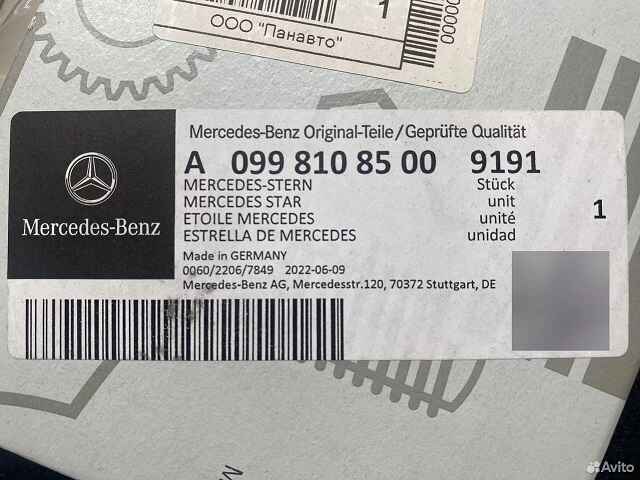 1
ООО "Панавто"
Mercedes-Benz Original-Teile/Geprüfte Qualität
A 099 810 85 00 9191
MERCEDES-STERN Stück
MERCEDES STAR unit
ETOILE MERCEDES unité
ESTRELLA DE MERCEDES unidad
1
Mercedes-Benz
Made in GERMANY
0060/2206/7849 2022-06-09
Mercedes-Benz AG, Mercedesstr.120, 70372 Stuttgart, DE
Avito